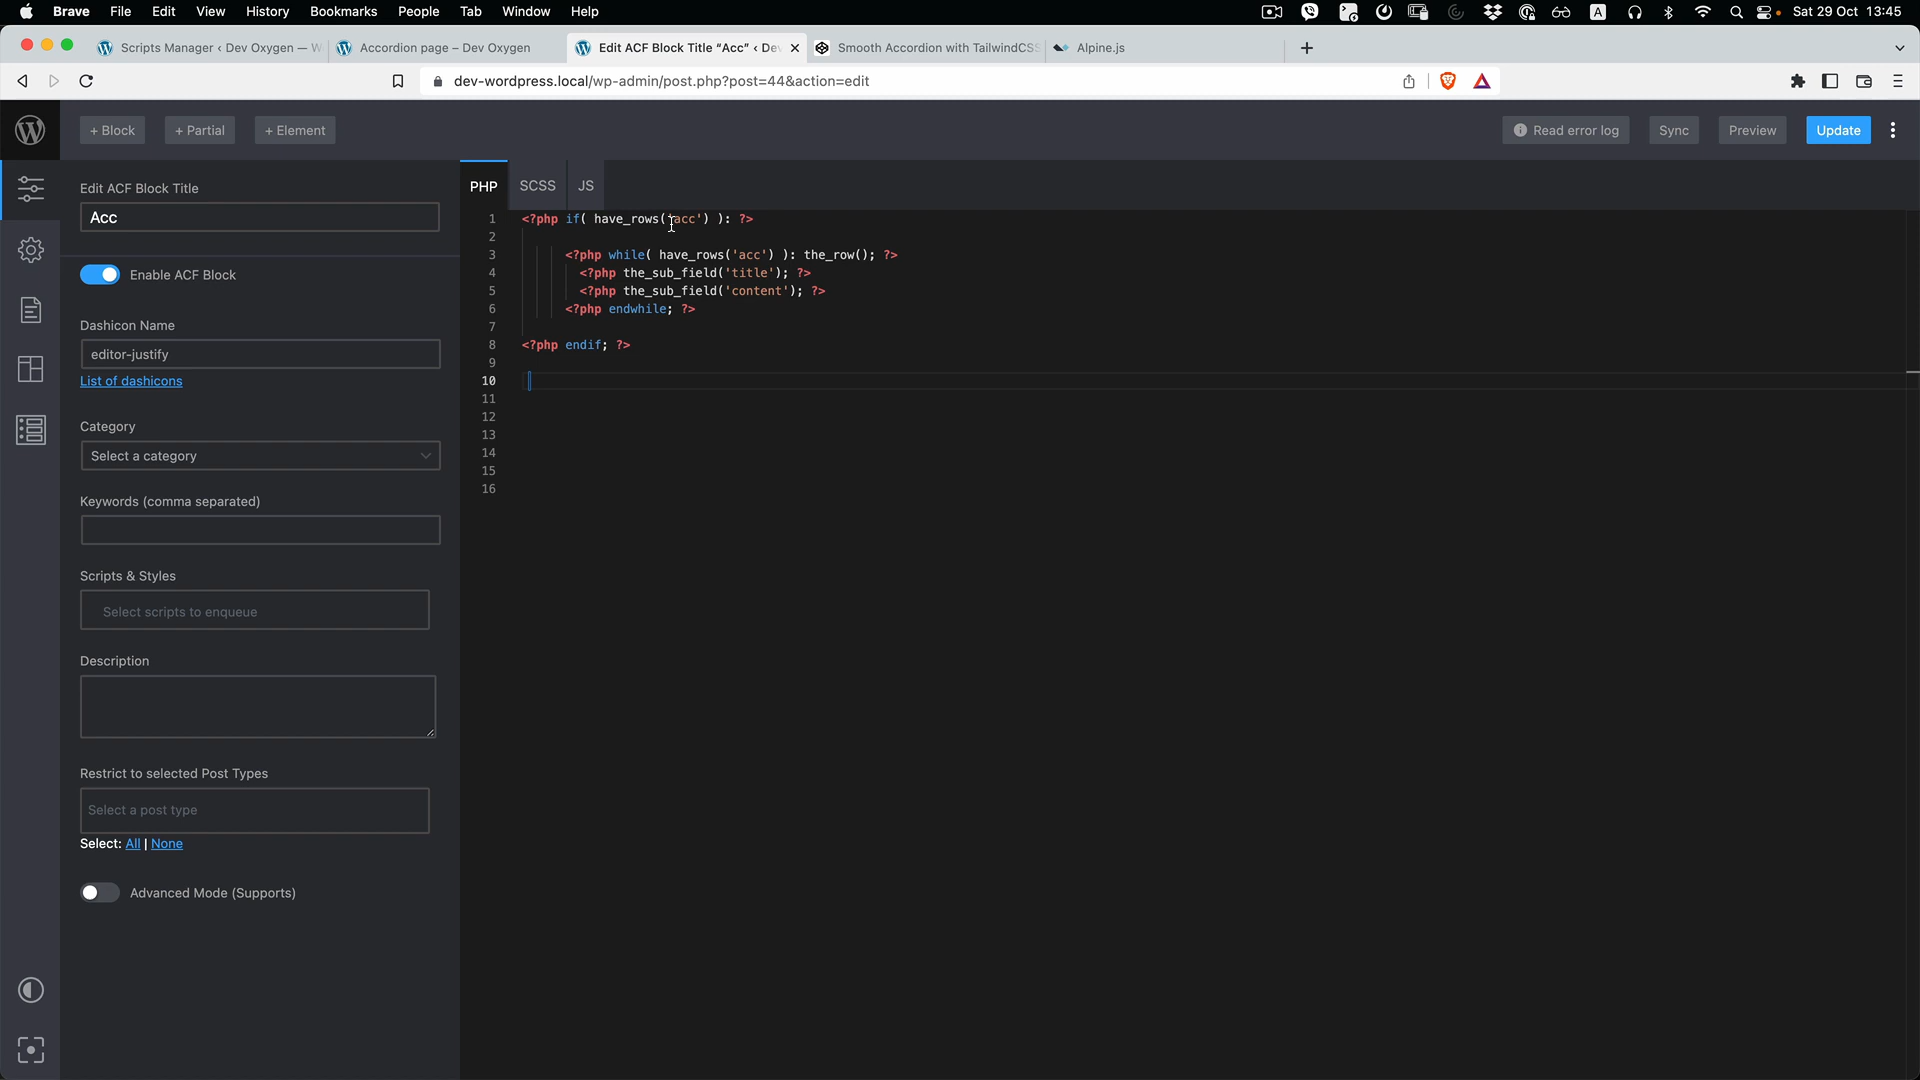 Brave File Edit View History Bookmarks People Tab Window Help Sat 29 Oct 13:45
Scripts Manager ‹ Dev Oxygen — W Accordion page – Dev Oxygen Edit ACF Block Title “Acc” ‹ Dev Smooth Accordion with TailwindCSS Alpine.js
dev-wordpress.local/wp-admin/post.php?post=44&action=edit
+ Block + Partial + Element Read error log Sync Preview Update
Edit ACF Block Title
Acc
Enable ACF Block
Dashicon Name
editor-justify
List of dashicons
Category
Select a category
Keywords (comma separated)
Scripts & Styles
Select scripts to enqueue
Description
Restrict to selected Post Types
Select a post type
Select: All | None
Advanced Mode (Supports)
PHP SCSS JS
1 <?php if( have_rows('acc') ): ?>
2
3 <?php while( have_rows('acc') ): the_row(); ?>
4 <?php the_sub_field('title'); ?>
5 <?php the_sub_field('content'); ?>
6 <?php endwhile; ?>
7
8 <?php endif; ?>
9
10
11
12
13
14
15
16